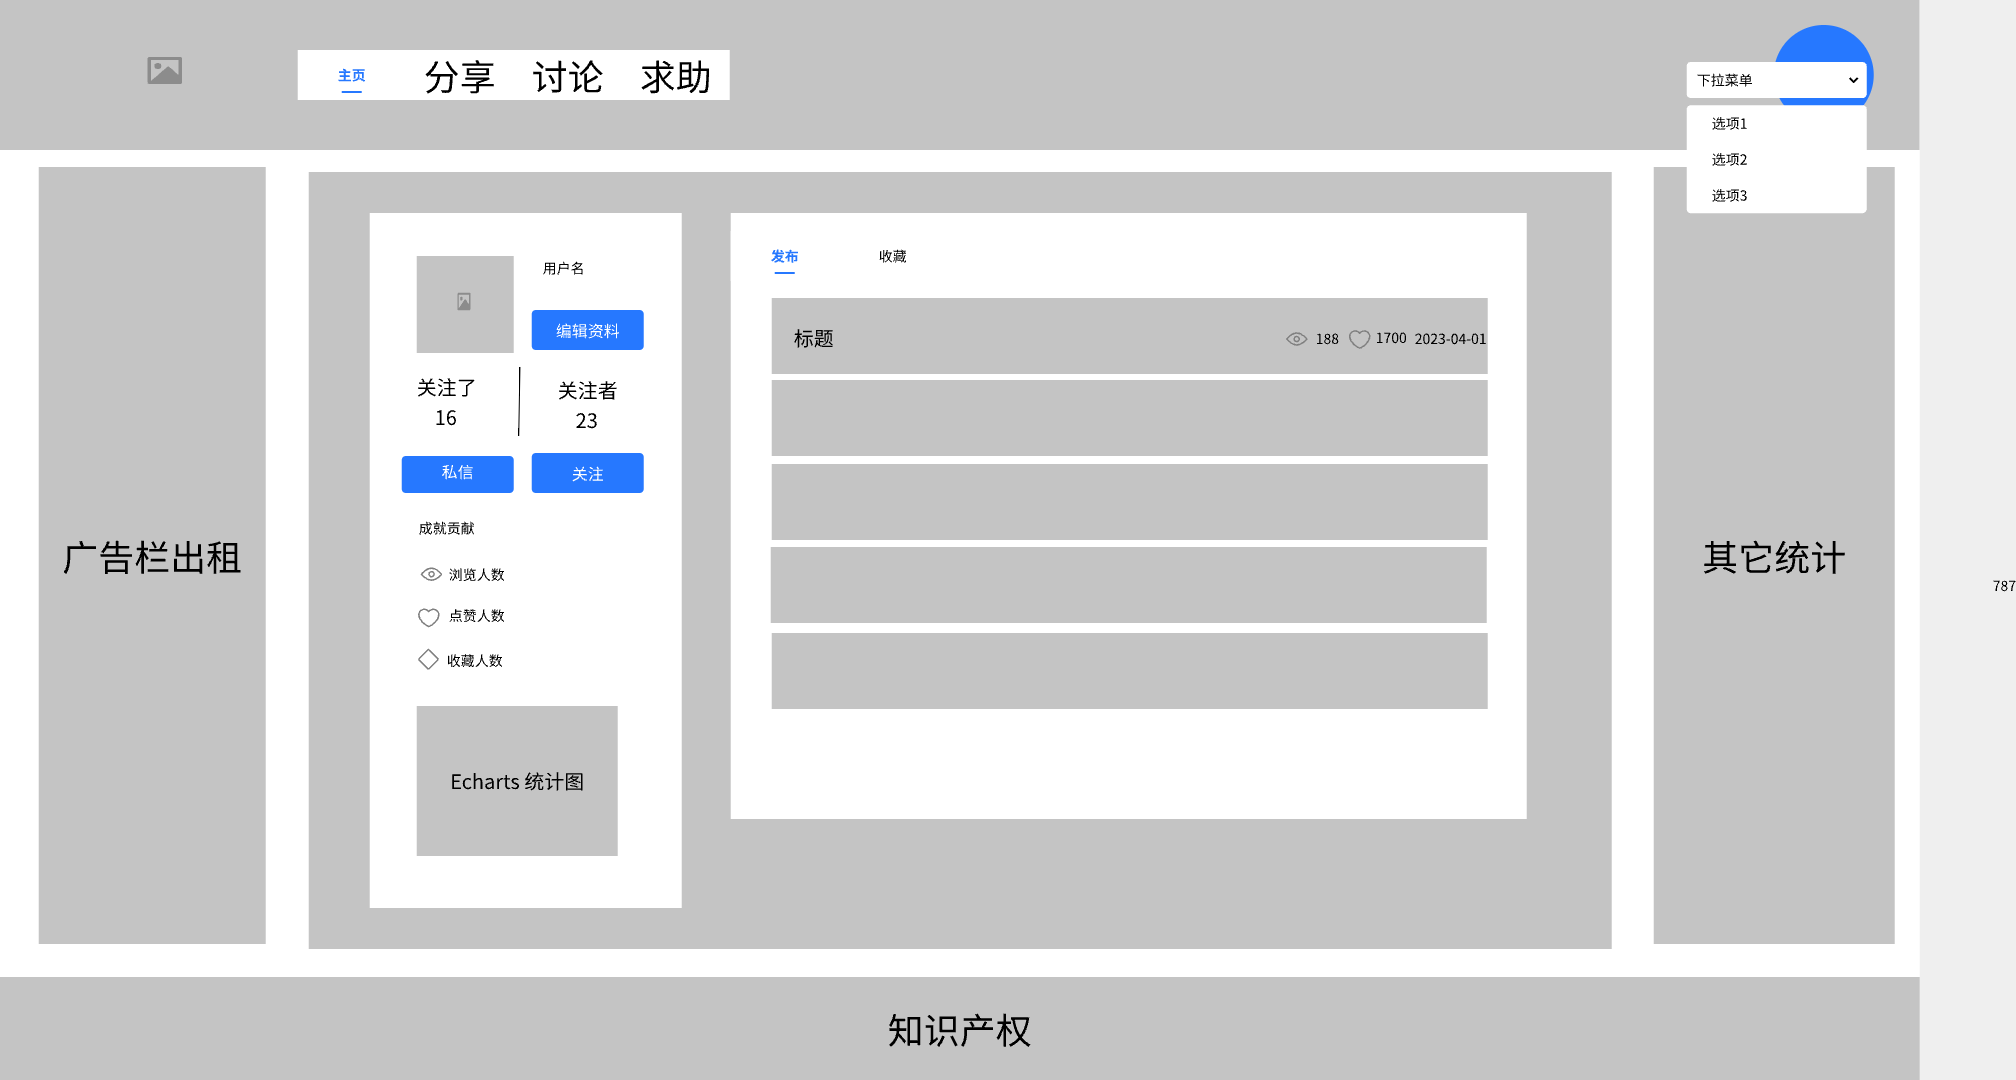 主页 分享 讨论 求助
下拉菜单
选项1
选项2
选项3
广告栏出租
用户名
编辑资料
关注了
16
关注者
23
私信
关注
成就贡献
浏览人数
点赞人数
收藏人数
Echarts 统计图
发布 收藏
标题 188 1700 2023-04-01
其它统计
787
知识产权